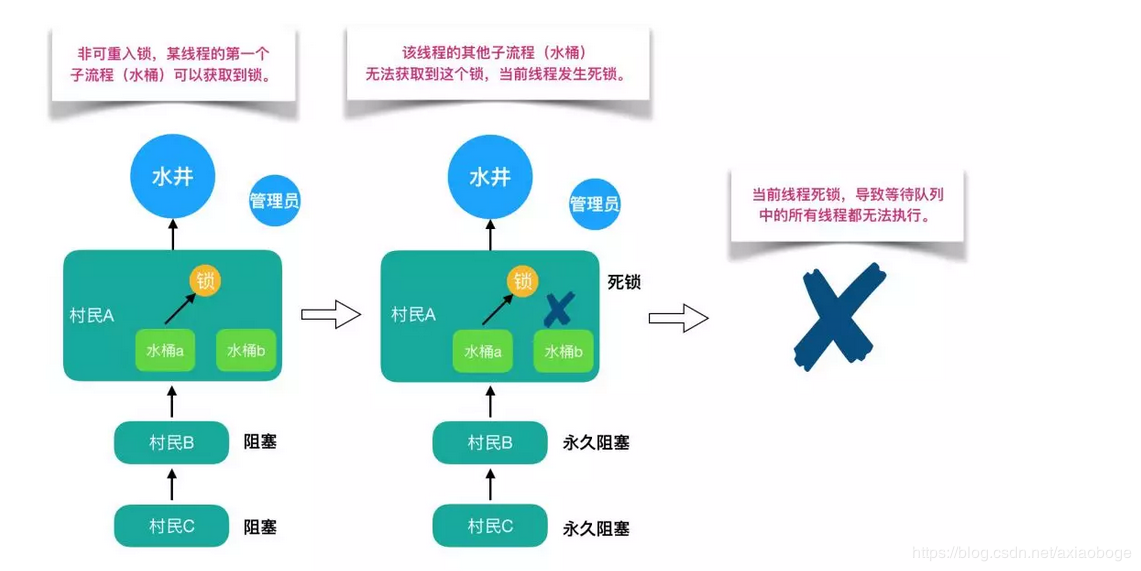 非可重入锁，某线程的第一个
子流程（水桶）可以获取到锁。
该线程的其他子流程（水桶）
无法获取到这个锁，当前线程发生死锁。
当前线程死锁，导致等待队列
中的所有线程都无法执行。
水井
管理员
锁
村民A
水桶a
水桶b
村民B
阻塞
村民C
阻塞
水井
管理员
锁
死锁
村民A
水桶a
水桶b
村民B
永久阻塞
村民C
永久阻塞
https://blog.csdn.net/axiaoboge